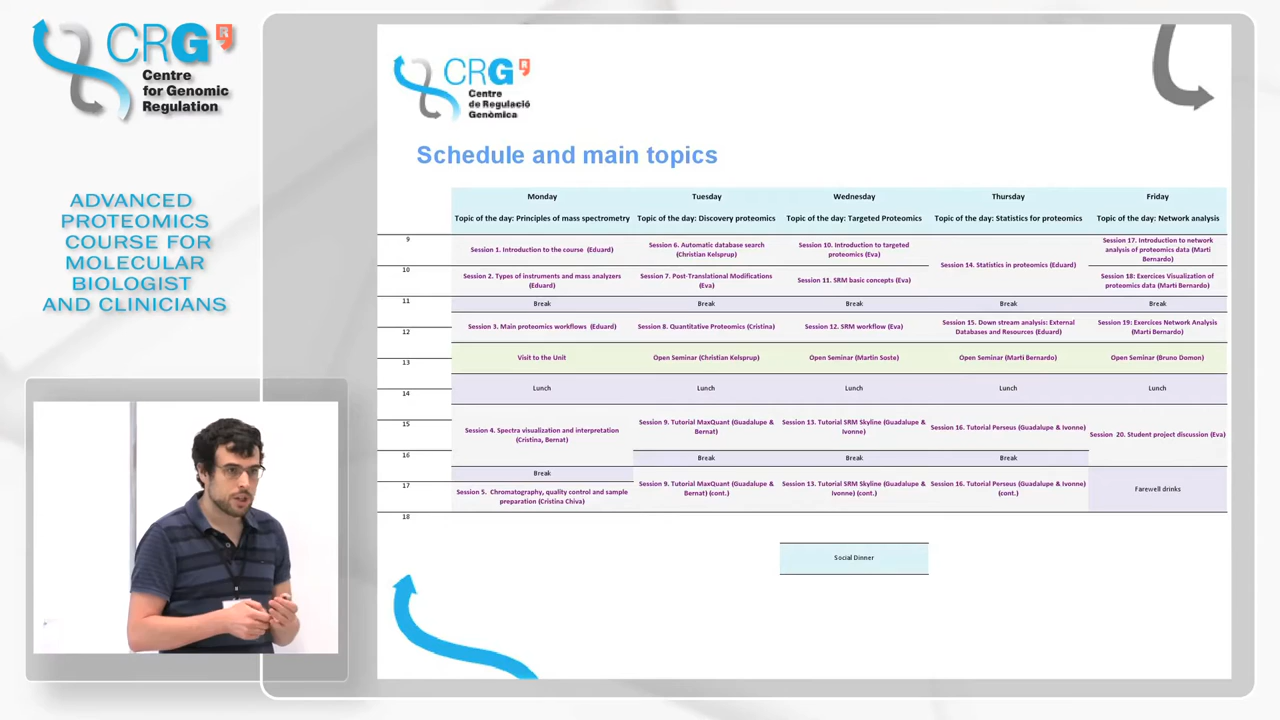 CRG
R
Centre
for Genomic
Regulation
ADVANCED
PROTEOMICS
COURSE FOR
MOLECULAR
BIOLOGIST
AND CLINICIANS
CRG
R
Centre
de Regulació
Genòmica
Schedule and main topics
Monday
Topic of the day: Principles of mass spectrometry
Tuesday
Topic of the day: Discovery proteomics
Wednesday
Topic of the day: Targeted Proteomics
Thursday
Topic of the day: Statistics for proteomics
Friday
Topic of the day: Network analysis
9
Session 1. Introduction to the course (Eduard)
Session 6. Automatic database search
(Christian Kelsprup)
Session 10. Introduction to targeted
proteomics (Eva)
Session 14. Statistics in proteomics (Eduard)
Session 17. Introduction to network
analysis of proteomics data (Marti
Bernardo)
10
Session 2. Types of instruments and mass analyzers
(Eduard)
Session 7. Post-Translational Modifications
(Eva)
Session 11. SRM basic concepts (Eva)
Session 18: Exercices Visualization of
proteomics data (Marti Bernardo)
11
Break
Break
Break
Break
Break
12
Session 3. Main proteomics workflows (Eduard)
Session 8. Quantitative Proteomics (Cristina)
Session 12. SRM workflow (Eva)
Session 15. Down stream analysis: External
Databases and Resources (Eduard)
Session 19: Exercices Network Analysis
(Marti Bernardo)
13
Visit to the Unit
Open Seminar (Christian Kelsprup)
Open Seminar (Martin Soste)
Open Seminar (Marti Bernardo)
Open Seminar (Bruno Domon)
Lunch
Lunch
Lunch
Lunch
Lunch
14
15
Session 4. Spectra visualization and interpretation
(Cristina, Bernat)
Session 9. Tutorial MaxQuant (Guadalupe &
Bernat)
Session 13. Tutorial SRM Skyline (Guadalupe &
Ivonne)
Session 16. Tutorial Perseus (Guadalupe & Ivonne)
Session 20. Student project discussion (Eva)
16
Break
Break
Break
Break
17
Session 5. Chromatography, quality control and sample
preparation (Cristina Chiva)
Session 9. Tutorial MaxQuant (Guadalupe &
Bernat) (cont.)
Session 13. Tutorial SRM Skyline (Guadalupe &
Ivonne) (cont.)
Session 16. Tutorial Perseus (Guadalupe & Ivonne)
(cont.)
Farewell drinks
18
Social Dinner